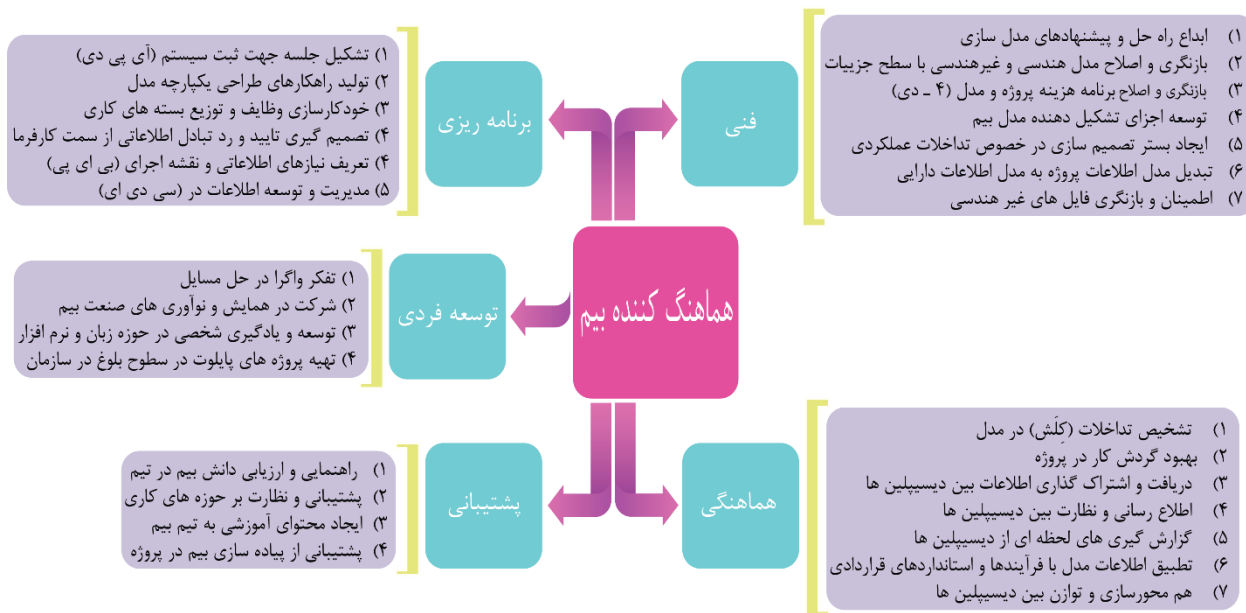 هماهنگ کننده بیم
فنی
۱) ابداع راه حل و پیشنهادهای مدل سازی
۲) بازنگری و اصلاح مدل هندسی و غیرهندسی با سطح جزییات
۳) بازنگری و اصلاح برنامه هزینه پروژه و مدل (۴ ـ دی)
۴) توسعه اجزای تشکیل دهنده مدل بیم
۵) ایجاد بستر تصمیم سازی در خصوص تداخلات عملکردی
۶) تبدیل مدل اطلاعات پروژه به مدل اطلاعات دارایی
۷) اطمینان و بازنگری فایل های غیر هندسی
برنامه ریزی
۱) تشکیل جلسه جهت ثبت سیستم (آی پی دی)
۲) تولید راهکارهای طراحی یکپارچه مدل
۳) خودکارسازی وظایف و توزیع بسته های کاری
۴) تصمیم گیری تایید و رد تبادل اطلاعاتی از سمت کارفرما
۴) تعریف نیازهای اطلاعاتی و نقشه اجرای (بی ای پی)
۵) مدیریت و توسعه اطلاعات در (سی دی ای)
توسعه فردی
۱) تفکر واگرا در حل مسایل
۲) شرکت در همایش و نوآوری های صنعت بیم
۳) توسعه و یادگیری شخصی در حوزه زبان و نرم افزار
۴) تهیه پروژه های پایلوت در سطوح بلوغ در سازمان
هماهنگی
۱) تشخیص تداخلات (کِلَش) در مدل
۲) بهبود گردش کار در پروژه
۳) دریافت و اشتراک گذاری اطلاعات بین دیسیپلین ها
۴) اطلاع رسانی و نظارت بین دیسیپلین ها
۵) گزارش گیری های لحظه ای از دیسیپلین ها
۶) تطبیق اطلاعات مدل با فرآیندها و استانداردهای قراردادی
۷) هم محورسازی و توازن بین دیسیپلین ها
پشتیبانی
۱) راهنمایی و ارزیابی دانش بیم در تیم
۲) پشتیبانی و نظارت بر حوزه های کاری
۳) ایجاد محتوای آموزشی به تیم بیم
۴) پشتیبانی از پیاده سازی بیم در پروژه